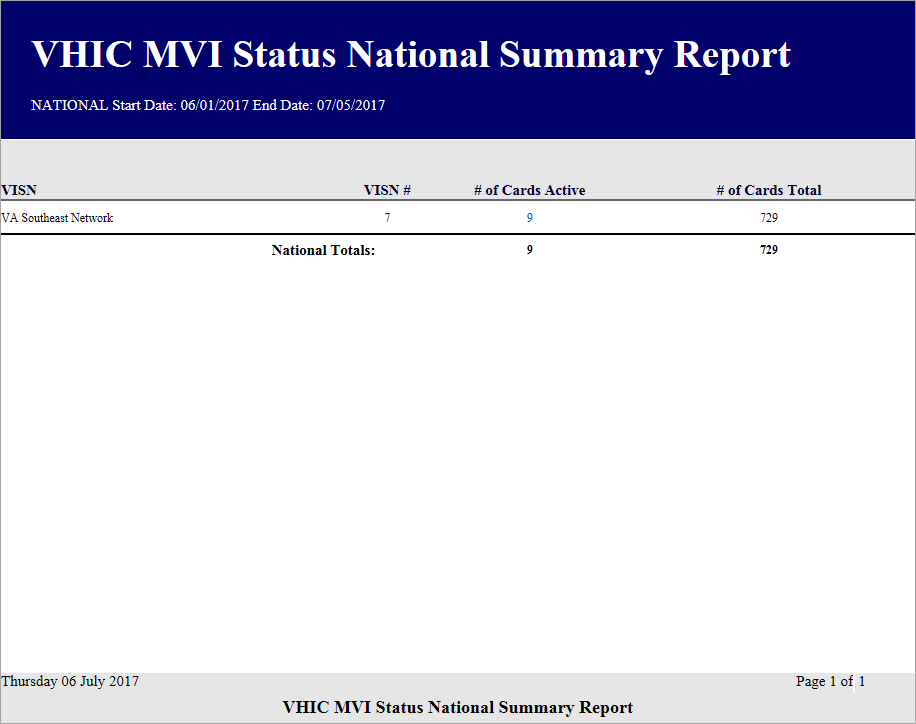 VHIC MVI Status National Summary Report
NATIONAL Start Date: 06/01/2017 End Date: 07/05/2017
VISN VISN # # of Cards Active # of Cards Total
VA Southeast Network 7 9 729
National Totals: 9 729
Thursday 06 July 2017 Page 1 of 1
VHIC MVI Status National Summary Report